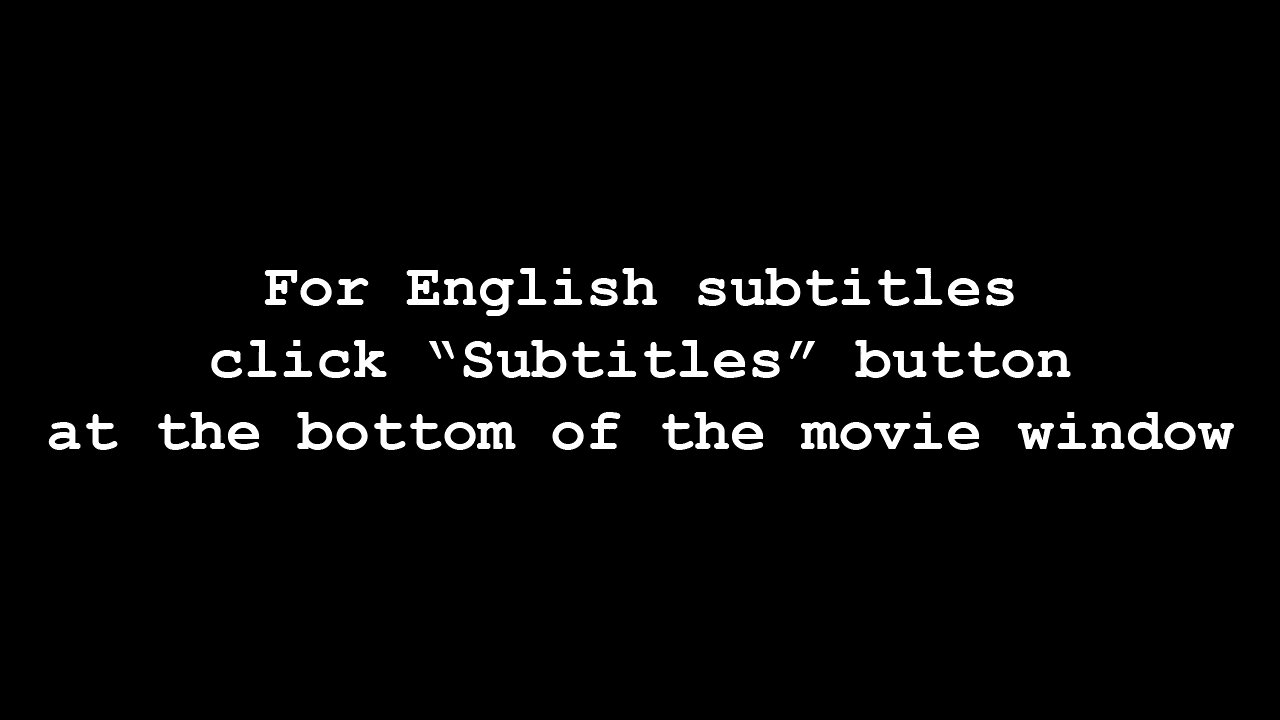 For English subtitles
click “Subtitles” button
at the bottom of the movie window